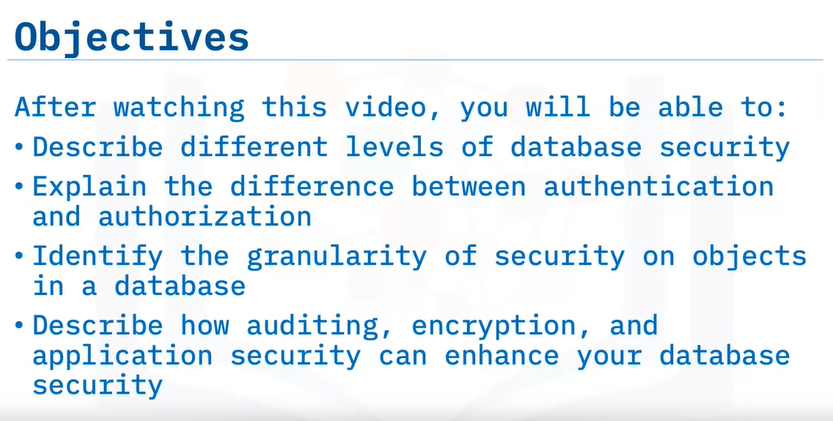 Objectives
After watching this video, you will be able to:
• Describe different levels of database security
• Explain the difference between authentication
and authorization
• Identify the granularity of security on objects
in a database
• Describe how auditing, encryption, and
application security can enhance your database
security